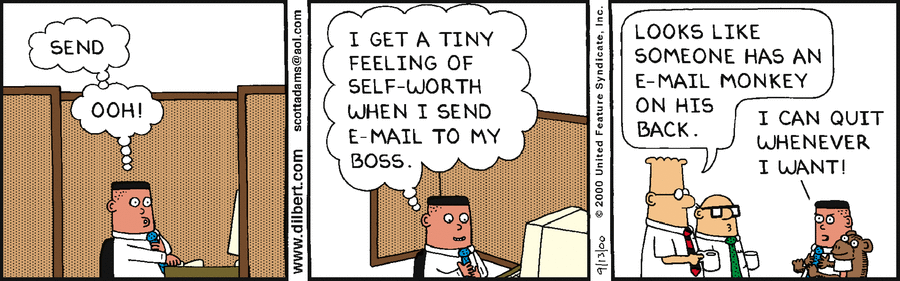 SEND
OOH!
www.dilbert.com scottadams@aol.com
I GET A TINY
FEELING OF
SELF-WORTH
WHEN I SEND
E-MAIL TO MY
BOSS.
9/13/00 © 2000 United Feature Syndicate, Inc.
LOOKS LIKE
SOMEONE HAS AN
E-MAIL MONKEY
ON HIS
BACK.
I CAN QUIT
WHENEVER
I WANT!